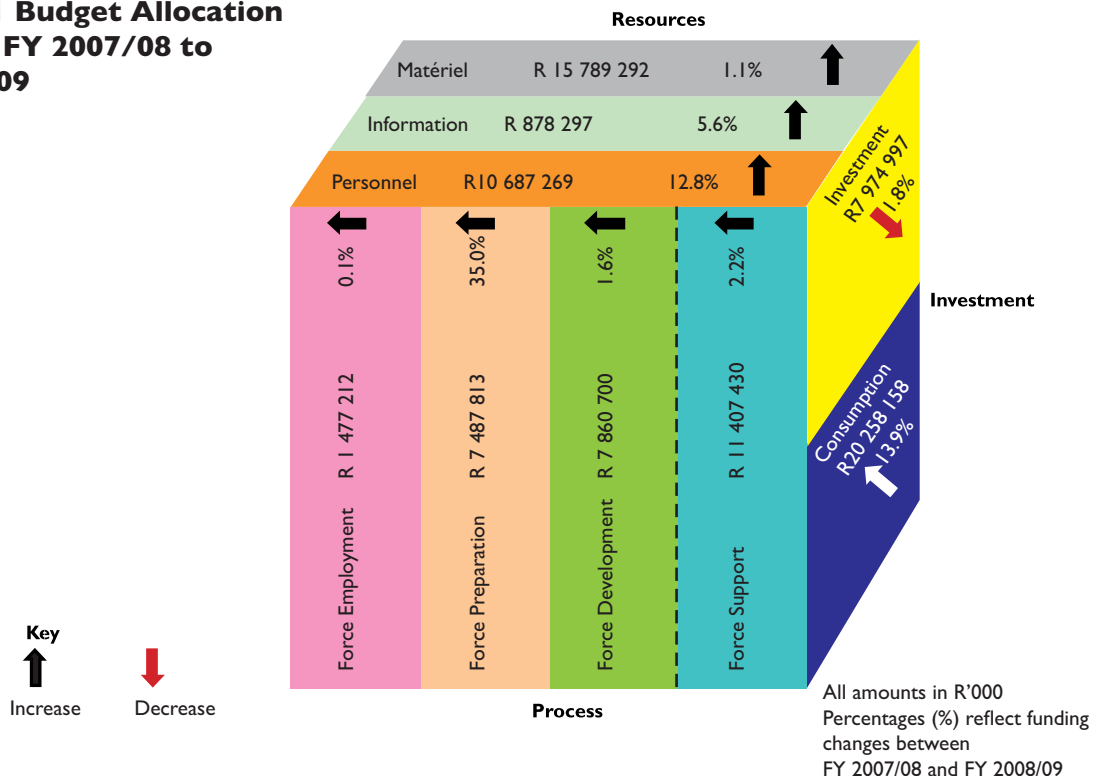 Budget Allocation
FY 2007/08 to
09
Resources
Matériel R 15 789 292 1.1%
Information R 878 297 5.6%
Personnel R10 687 269 12.8%
Investment
R7 974 997
1.8%
Force Employment R 1 477 212 0.1%
Force Preparation R 7 487 813 35.0%
Force Development R 7 860 700 1.6%
Force Support R 11 407 430 2.2%
Investment
Consumption
R20 258 158
13.9%
Key
Increase Decrease
Process
All amounts in R’000
Percentages (%) reflect funding
changes between
FY 2007/08 and FY 2008/09